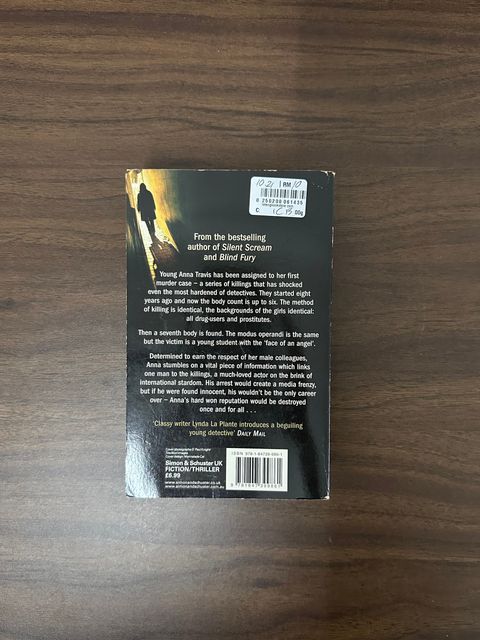 10.21 RM 10
8 250200 061435
C: .00g
From the bestselling
author of Silent Scream
and Blind Fury
Young Anna Travis has been assigned to her first
murder case – a series of killings that has shocked
even the most hardened of detectives. They started eight
years ago and now the body count is up to six. The method
of killing is identical, the backgrounds of the girls identical:
all drug-users and prostitutes.
Then a seventh body is found. The modus operandi is the same
but the victim is a young student with the ‘face of an angel’.
Determined to earn the respect of her male colleagues,
Anna stumbles on a vital piece of information which links
one man to the killings, a much-loved actor on the brink of
international stardom. His arrest would create a media frenzy,
but if he were found innocent, his wouldn't be the only career
over – Anna's hard won reputation would be destroyed
once and for all . . .
‘Classy writer Lynda La Plante introduces a beguiling
young detective’ DAILY MAIL
Simon & Schuster UK
FICTION/THRILLER
£6.99
www.simonandschuster.co.uk
www.simonandschuster.com